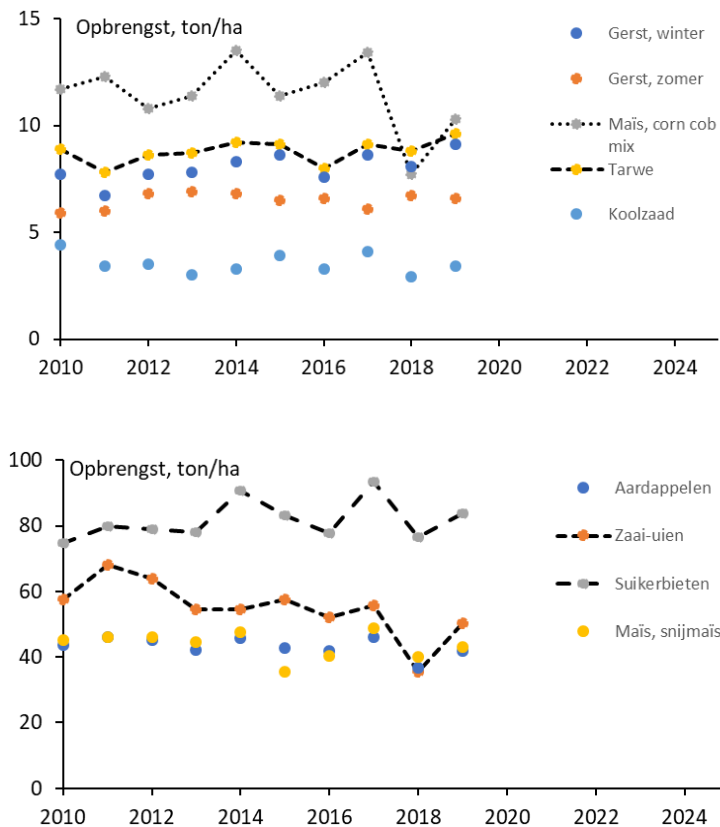 Opbrengst, ton/ha
15
10
5
0
2010 2012 2014 2016 2018 2020 2022 2024
Gerst, winter
Gerst, zomer
Maïs, corn cob
mix
Tarwe
Koolzaad
Opbrengst, ton/ha
100
80
60
40
20
0
2010 2012 2014 2016 2018 2020 2022 2024
Aardappelen
Zaai-uien
Suikerbieten
Maïs, snijmaïs